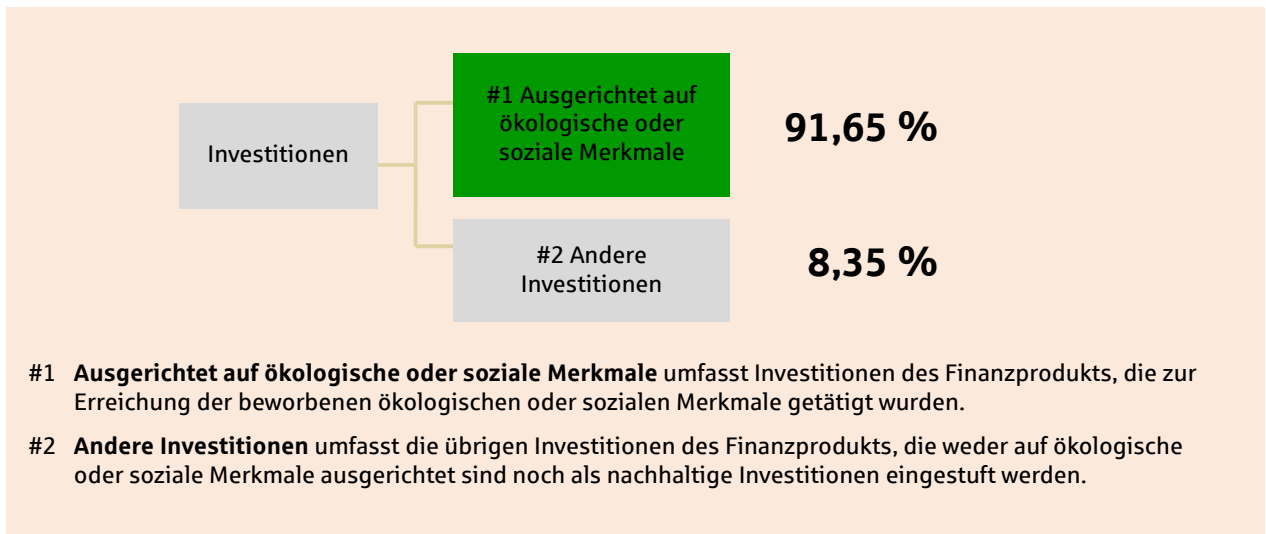 #1 Ausgerichtet auf
ökologische oder
soziale Merkmale
91,65 %
Investitionen
#2 Andere
Investitionen
8,35 %
#1 Ausgerichtet auf ökologische oder soziale Merkmale umfasst Investitionen des Finanzprodukts, die zur
Erreichung der beworbenen ökologischen oder sozialen Merkmale getätigt wurden.
#2 Andere Investitionen umfasst die übrigen Investitionen des Finanzprodukts, die weder auf ökologische
oder soziale Merkmale ausgerichtet sind noch als nachhaltige Investitionen eingestuft werden.